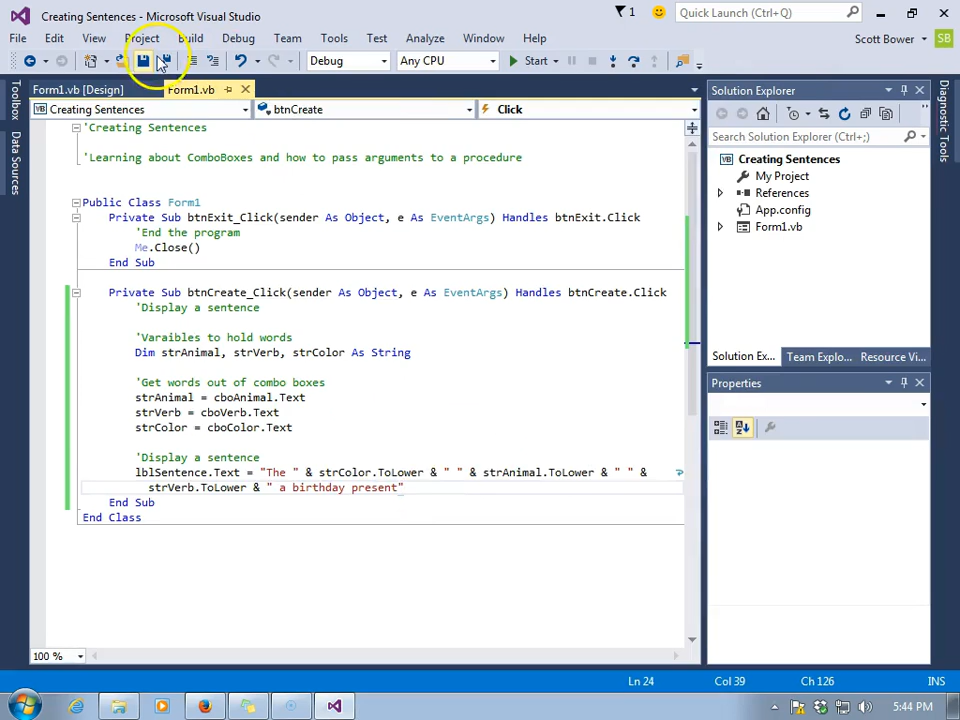 Creating Sentences - Microsoft Visual Studio
1
Quick Launch (Ctrl+Q)
File Edit View Project Build Debug Team Tools Test Analyze Window Help
Scott Bower SB
Debug Any CPU Start
Form1.vb [Design] Form1.vb
Creating Sentences btnCreate Click
Toolbox
Data Sources
'Creating Sentences
'Learning about ComboBoxes and how to pass arguments to a procedure
Public Class Form1
Private Sub btnExit_Click(sender As Object, e As EventArgs) Handles btnExit.Click
'End the program
Me.Close()
End Sub
Private Sub btnCreate_Click(sender As Object, e As EventArgs) Handles btnCreate.Click
'Display a sentence
'Varaibles to hold words
Dim strAnimal, strVerb, strColor As String
'Get words out of combo boxes
strAnimal = cboAnimal.Text
strVerb = cboVerb.Text
strColor = cboColor.Text
'Display a sentence
lblSentence.Text = "The " & strColor.ToLower & " " & strAnimal.ToLower & " " &
strVerb.ToLower & " a birthday present"
End Sub
End Class
100 %
Solution Explorer
Search Solution Explorer (Ctrl+;)
Creating Sentences
My Project
References
App.config
Form1.vb
Solution Ex... Team Explo... Resource Vi...
Properties
Diagnostic Tools
Ln 24 Col 39 Ch 126 INS
5:44 PM